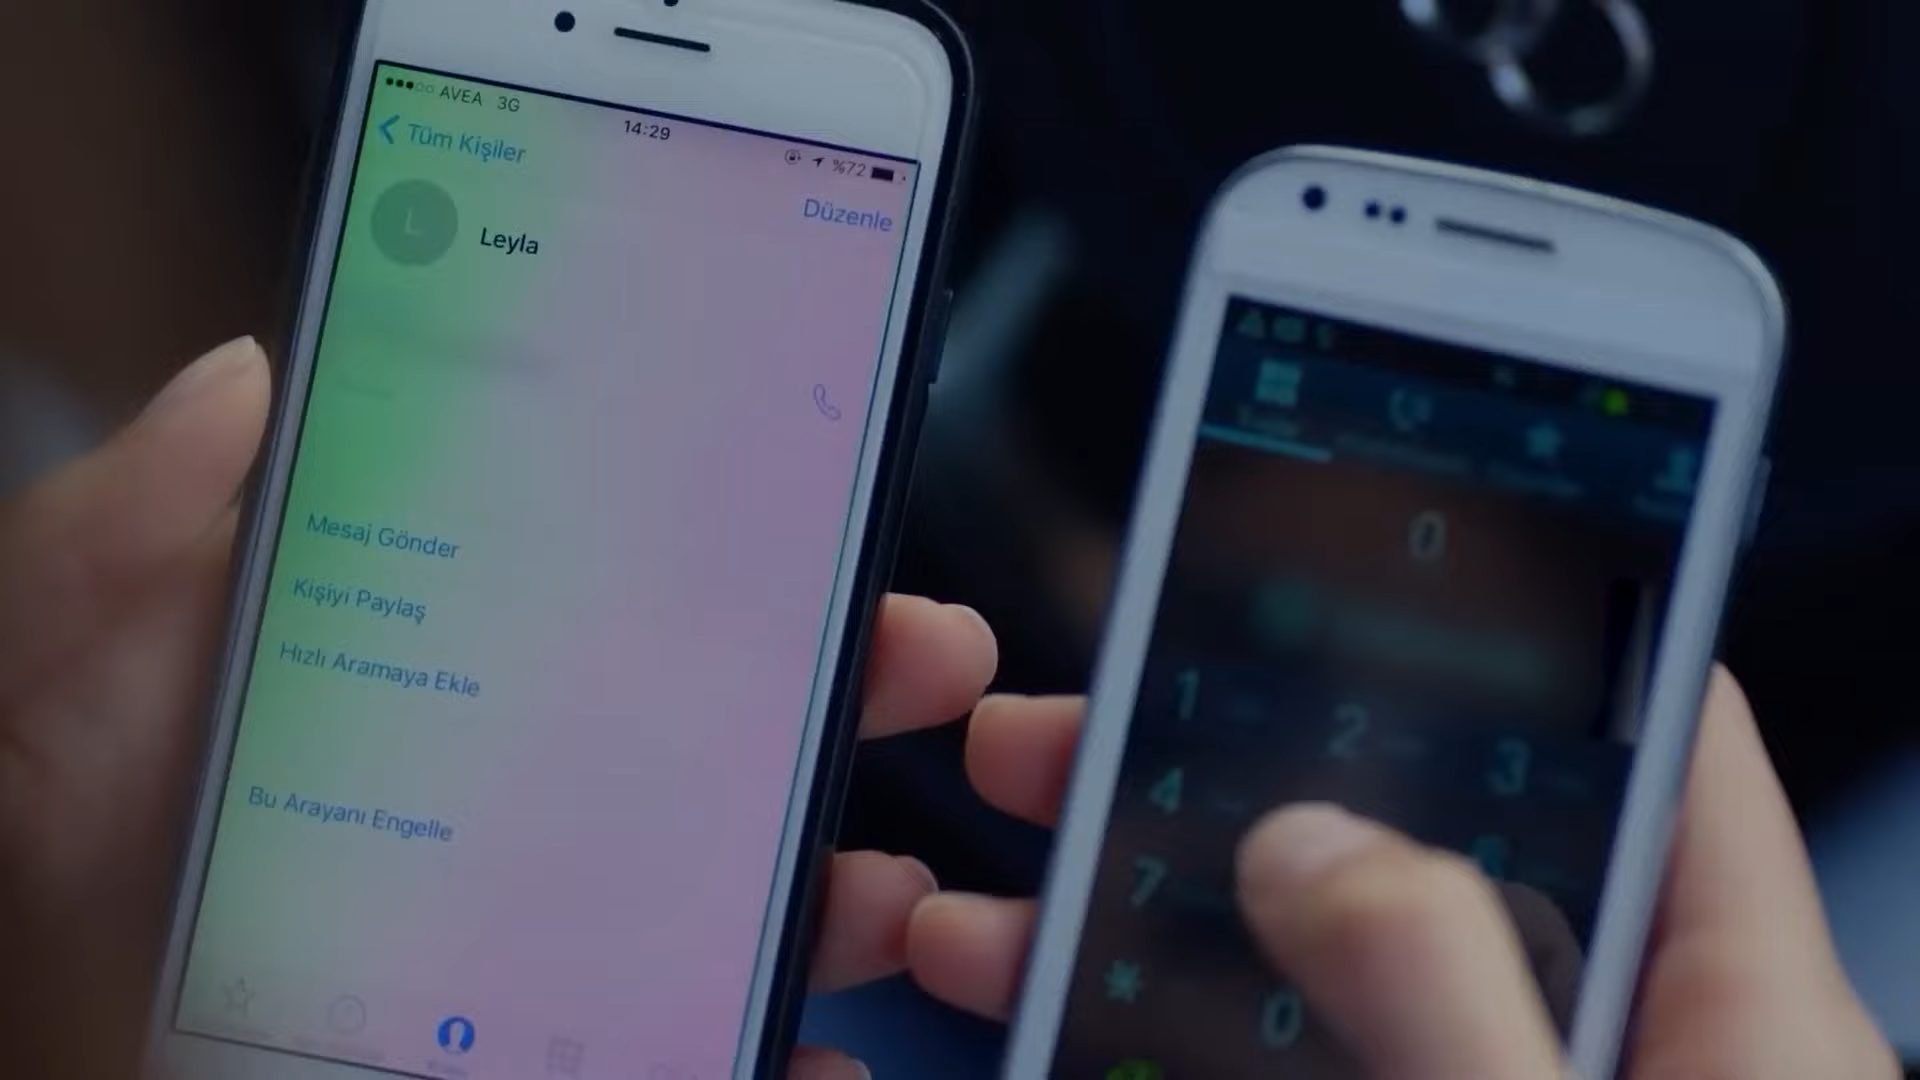 AVEA 3G
14:29
%72
Tüm Kişiler
Düzenle
L
Leyla
Mesaj Gönder
Kişiyi Paylaş
Hızlı Aramaya Ekle
Bu Arayanı Engelle
0
1
2
3
4
7
*
0